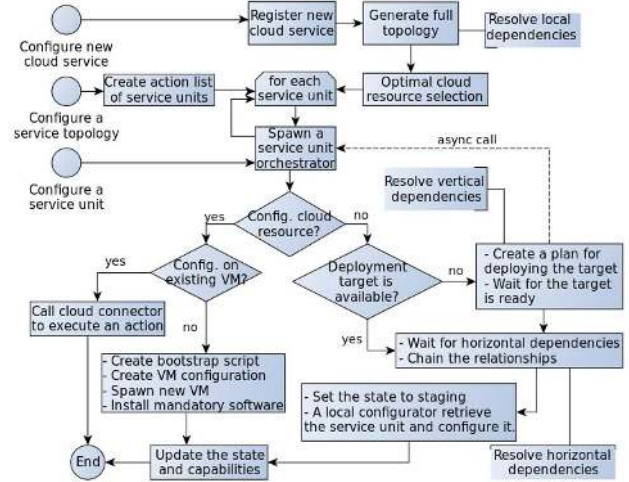 Configure new
cloud service
Register new
cloud service
Generate full
topology
Resolve local
dependencies
Configure a
service topology
Create action list
of service units
for each
service unit
Optimal cloud
resource selection
Configure a
service unit
Spawn a
service unit
orchestrator
async call
Resolve vertical
dependencies
yes
Config. cloud
resource?
no
yes
Config. on
existing VM?
no
Deployment
target is
available?
no
yes
- Create a plan for
deploying the target
- Wait for the target
is ready
Call cloud connector
to execute an action
- Create bootstrap script
- Create VM configuration
- Spawn new VM
- Install mandatory software
- Wait for horizontal dependencies
- Chain the relationships
- Set the state to staging
- A local configurator retrieve
the service unit and configure it.
Resolve horizontal
dependencies
Update the state
and capabilities
End